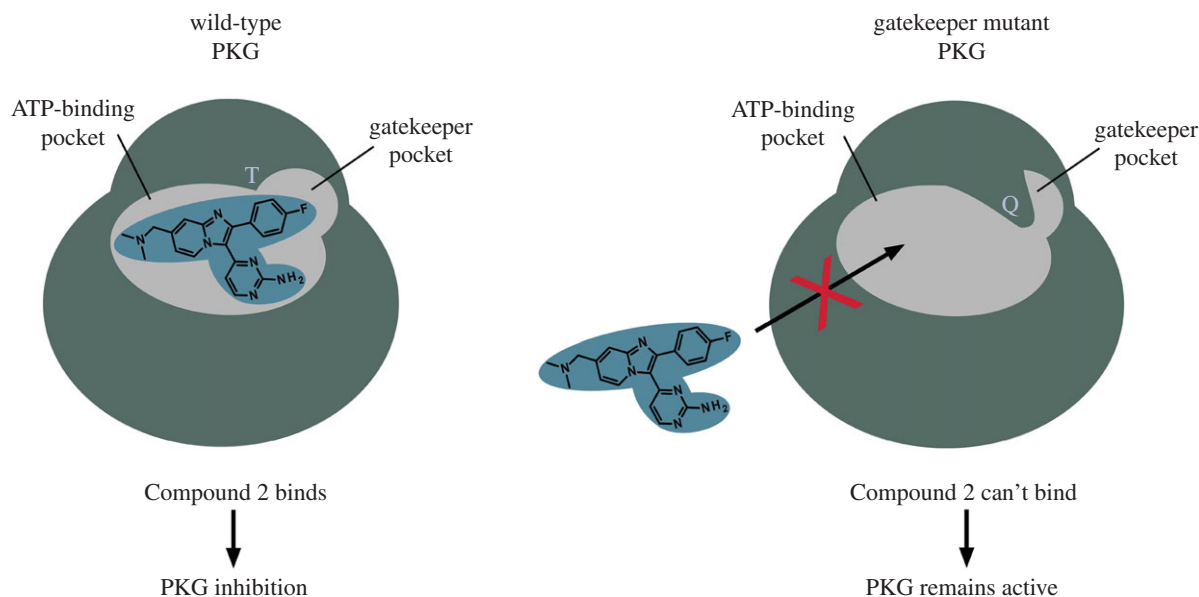 wild-type
PKG
ATP-binding
pocket
gatekeeper
pocket
T
N
N
N
F
N
N
NH2
Compound 2 binds
PKG inhibition
gatekeeper mutant
PKG
ATP-binding
pocket
gatekeeper
pocket
Q
N
N
N
F
N
N
NH2
Compound 2 can’t bind
PKG remains active